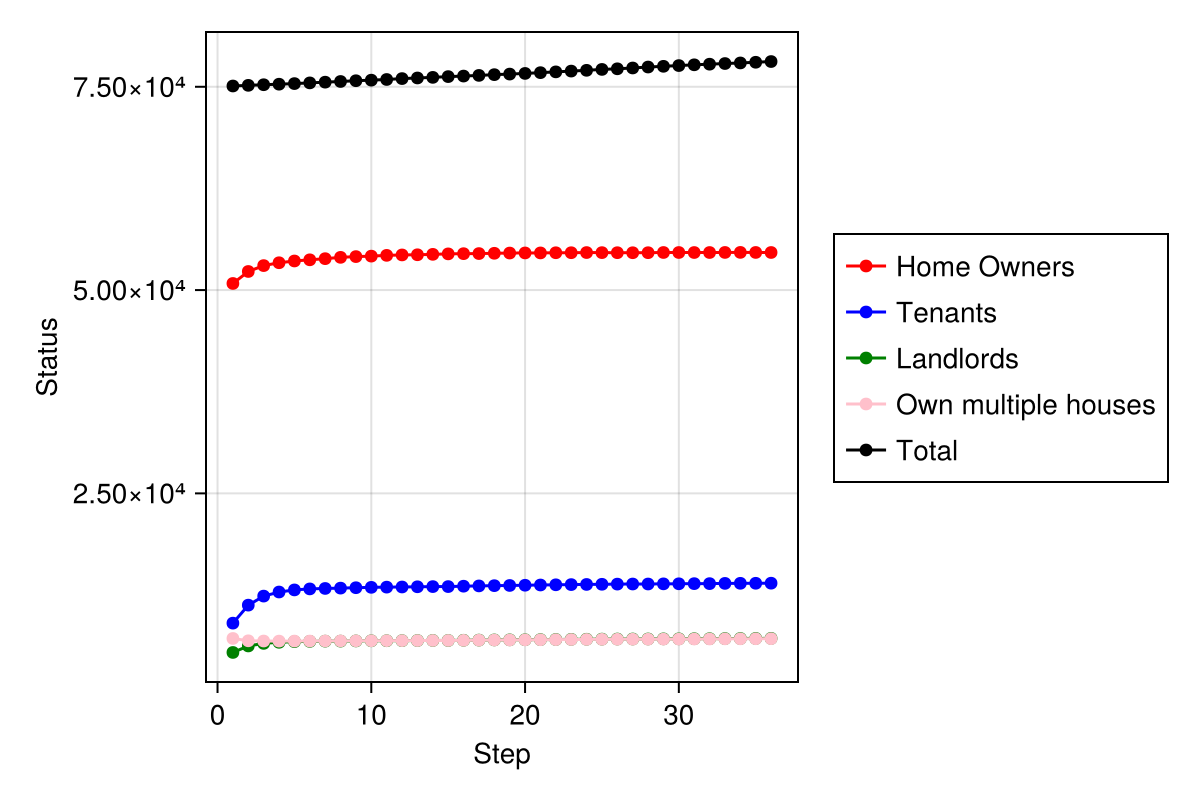 7.50×10⁴
5.00×10⁴
2.50×10⁴
Status
0 10 20 30
Step
Home Owners
Tenants
Landlords
Own multiple houses
Total